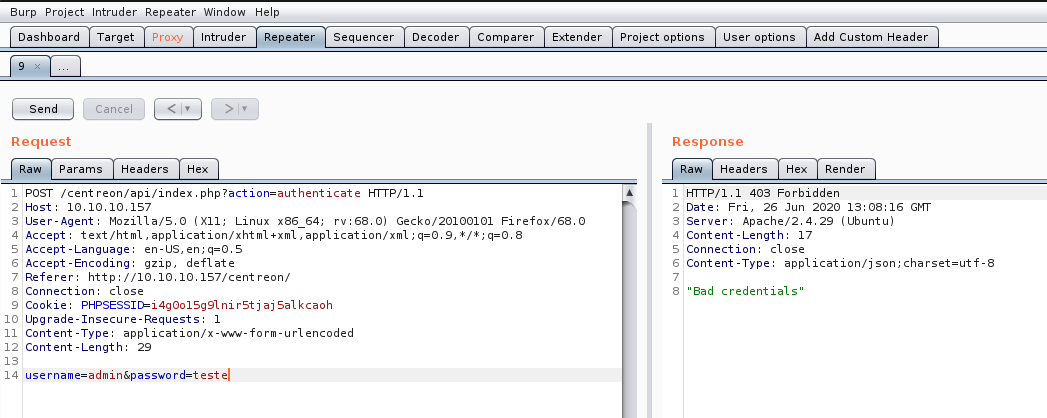 Burp Project Intruder Repeater Window Help
Dashboard Target Proxy Intruder Repeater Sequencer Decoder Comparer Extender Project options User options Add Custom Header
9 × ...
Send Cancel < ▼ > ▼
Request
Raw Params Headers Hex
1 POST /centreon/api/index.php?action=authenticate HTTP/1.1
2 Host: 10.10.10.157
3 User-Agent: Mozilla/5.0 (X11; Linux x86_64; rv:68.0) Gecko/20100101 Firefox/68.0
4 Accept: text/html,application/xhtml+xml,application/xml;q=0.9,*/*;q=0.8
5 Accept-Language: en-US,en;q=0.5
6 Accept-Encoding: gzip, deflate
7 Referer: http://10.10.10.157/centreon/
8 Connection: close
9 Cookie: PHPSESSID=i4g0o15g9lnir5tjaj5alkcaoh
10 Upgrade-Insecure-Requests: 1
11 Content-Type: application/x-www-form-urlencoded
12 Content-Length: 29
13
14 username=admin&password=teste
Response
Raw Headers Hex Render
1 HTTP/1.1 403 Forbidden
2 Date: Fri, 26 Jun 2020 13:08:16 GMT
3 Server: Apache/2.4.29 (Ubuntu)
4 Content-Length: 17
5 Connection: close
6 Content-Type: application/json;charset=utf-8
7
8 "Bad credentials"